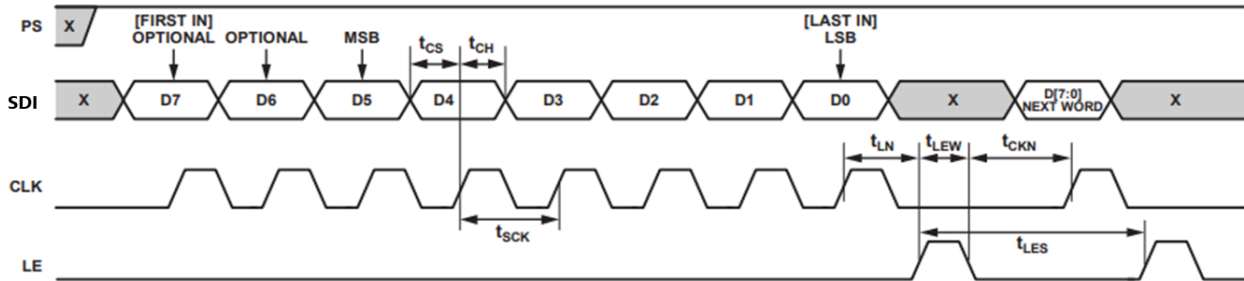 [FIRST IN]
[LAST IN]
PS X OPTIONAL OPTIONAL MSB LSB
tCS tCH
SDI X D7 D6 D5 D4 D3 D2 D1 D0 X D[7:0] X
NEXT WORD
tLN tLEW tCKN
CLK
tSCK
tLES
LE